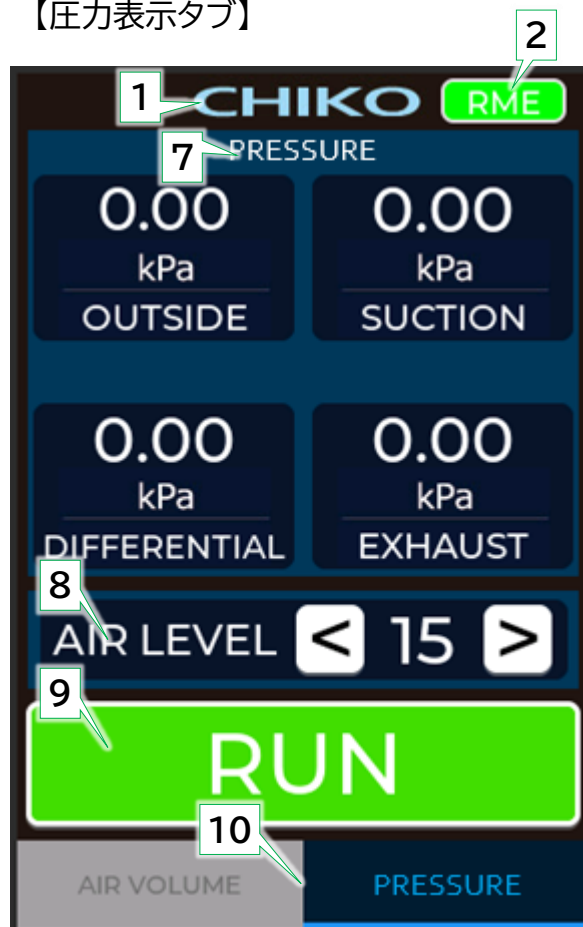 【圧力表示タブ】
2
1 CHIKO RME
7 PRESSURE
0.00 0.00
kPa kPa
OUTSIDE SUCTION
0.00 0.00
kPa kPa
DIFFERENTIAL EXHAUST
8
AIR LEVEL < 15 >
9
RUN
10
AIR VOLUME PRESSURE